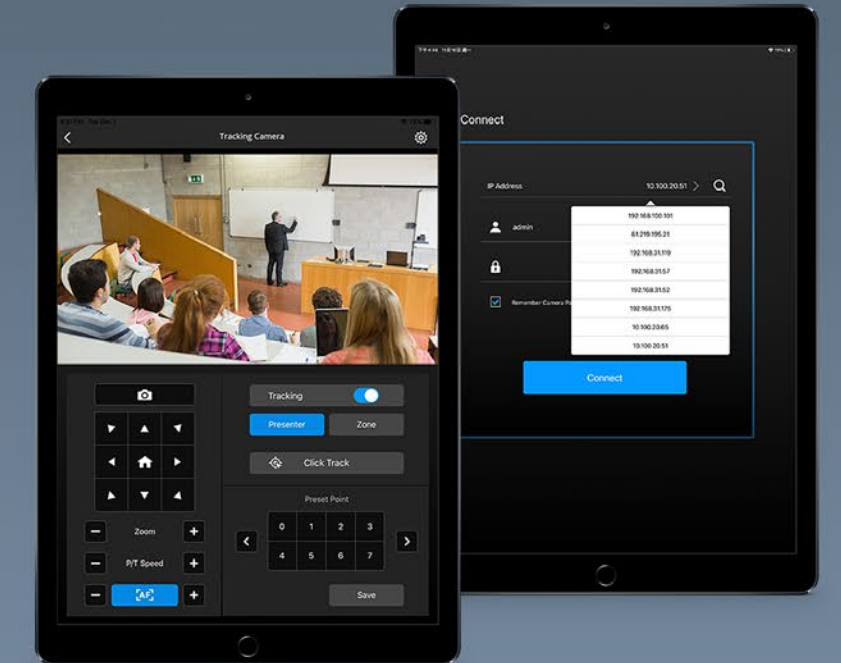 Tracking Camera
Tracking
Presenter
Zone
Click Track
Preset Point
0 1 2 3
4 5 6 7
Save
Zoom
P/T Speed
[AF]
Connect
IP Address
10.100.20.51
admin
Remember Camera
192.168.100.101
61.219.195.21
192.168.31.119
192.168.31.57
192.168.31.52
192.168.31.175
10.100.20.65
10.100.20.51
Connect